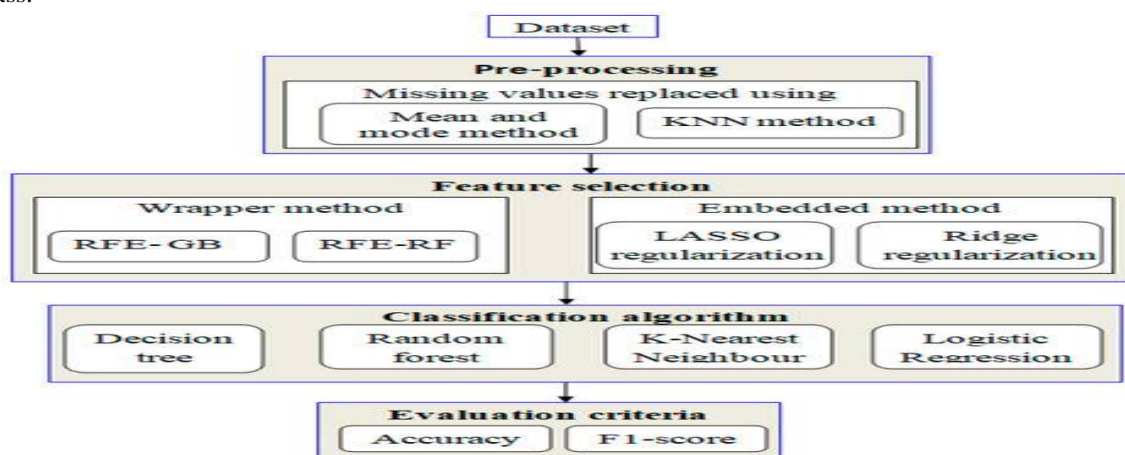 Dataset
Pre-processing
Missing values replaced using
Mean and
mode method
KNN method
Feature selection
Wrapper method
RFE- GB
RFE-RF
Embedded method
LASSO
regularization
Ridge
regularization
Classification algorithm
Decision
tree
Random
forest
K-Nearest
Neighbour
Logistic
Regression
Evaluation criteria
Accuracy
F1-score